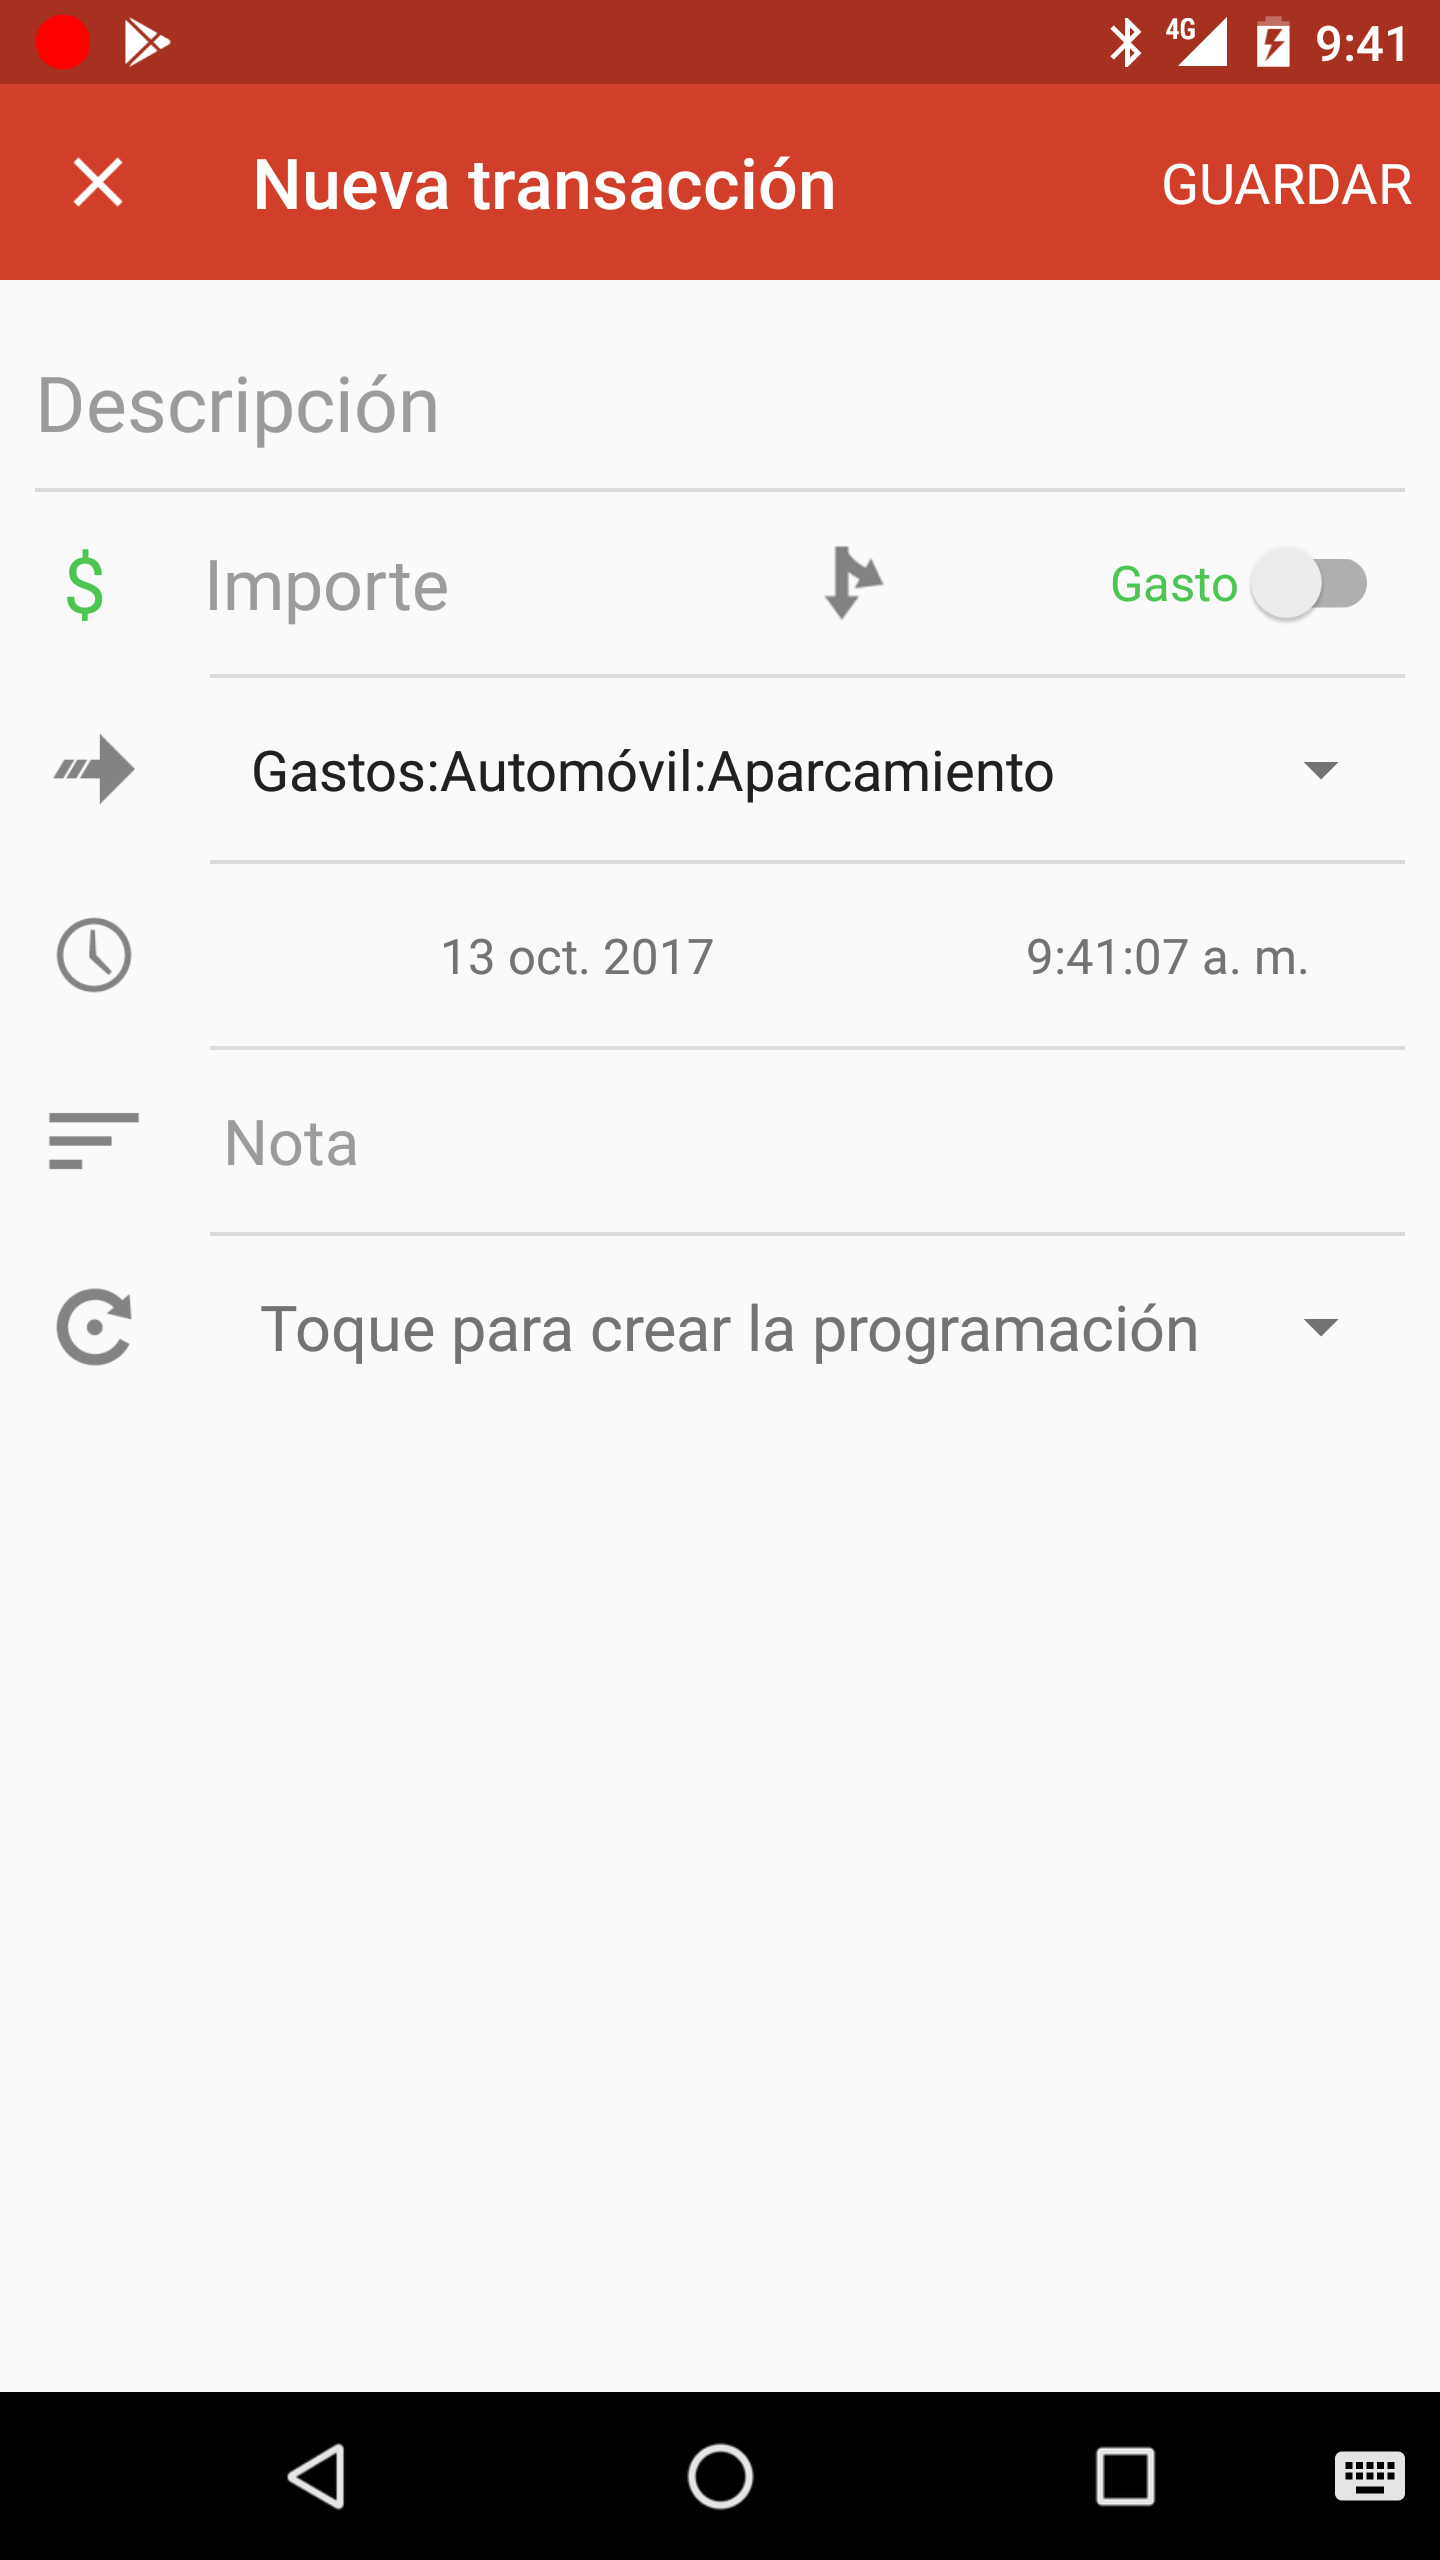 4G 9:41
Nueva transacción GUARDAR
Descripción
$ Importe Gasto
Gastos:Automóvil:Aparcamiento
13 oct. 2017 9:41:07 a. m.
Nota
Toque para crear la programación